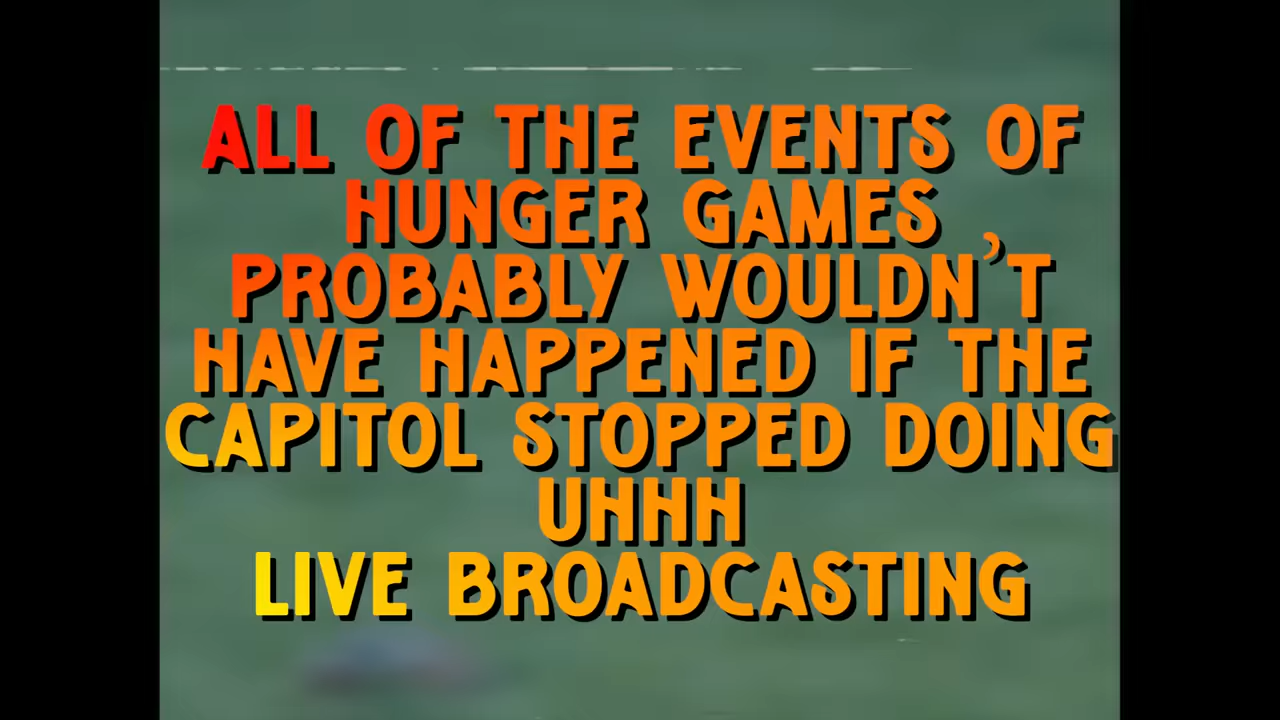 ALL OF THE EVENTS OF
HUNGER GAMES ,
PROBABLY WOULDN'T
HAVE HAPPENED IF THE
CAPITOL STOPPED DOING
UHHH
LIVE BROADCASTING